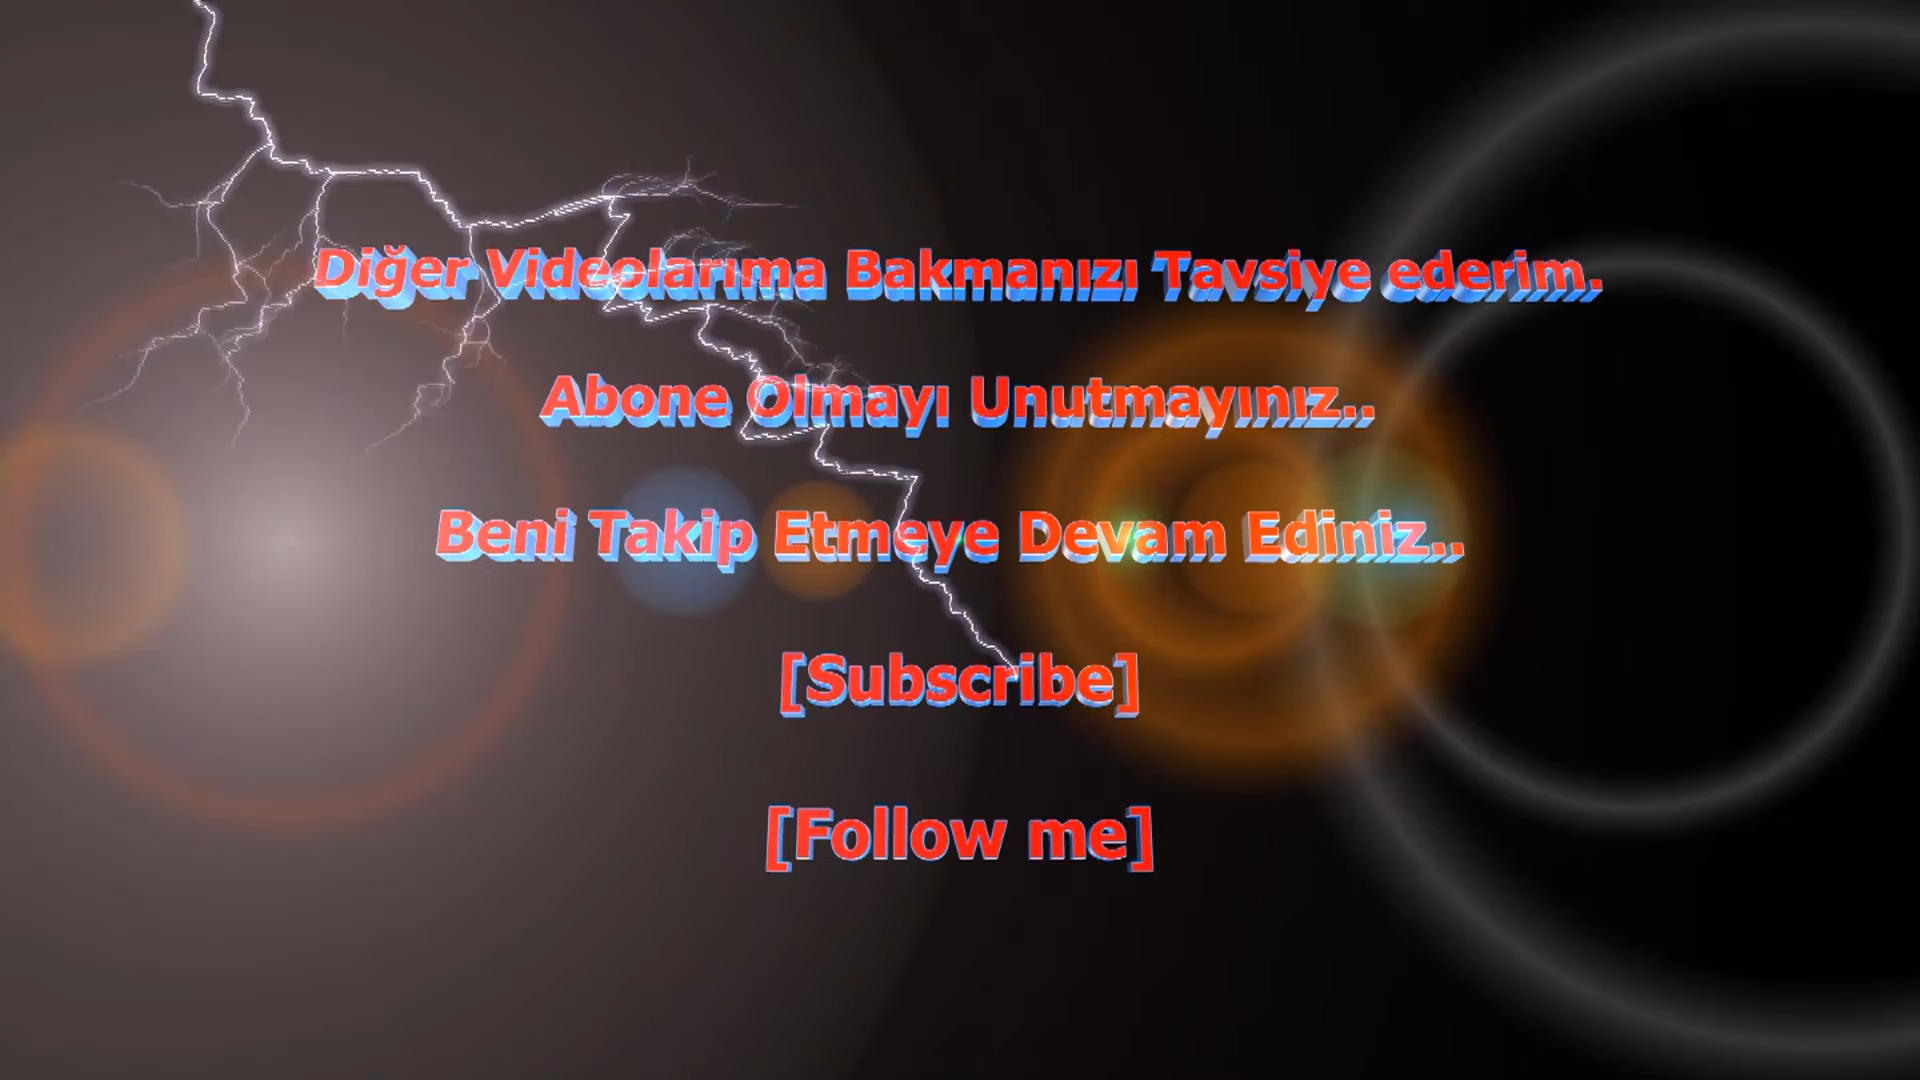 Diğer Videolarıma Bakmanızı Tavsiye ederim.
Abone Olmayı Unutmayınız..
Beni Takip Etmeye Devam Ediniz..
[Subscribe]
[Follow me]